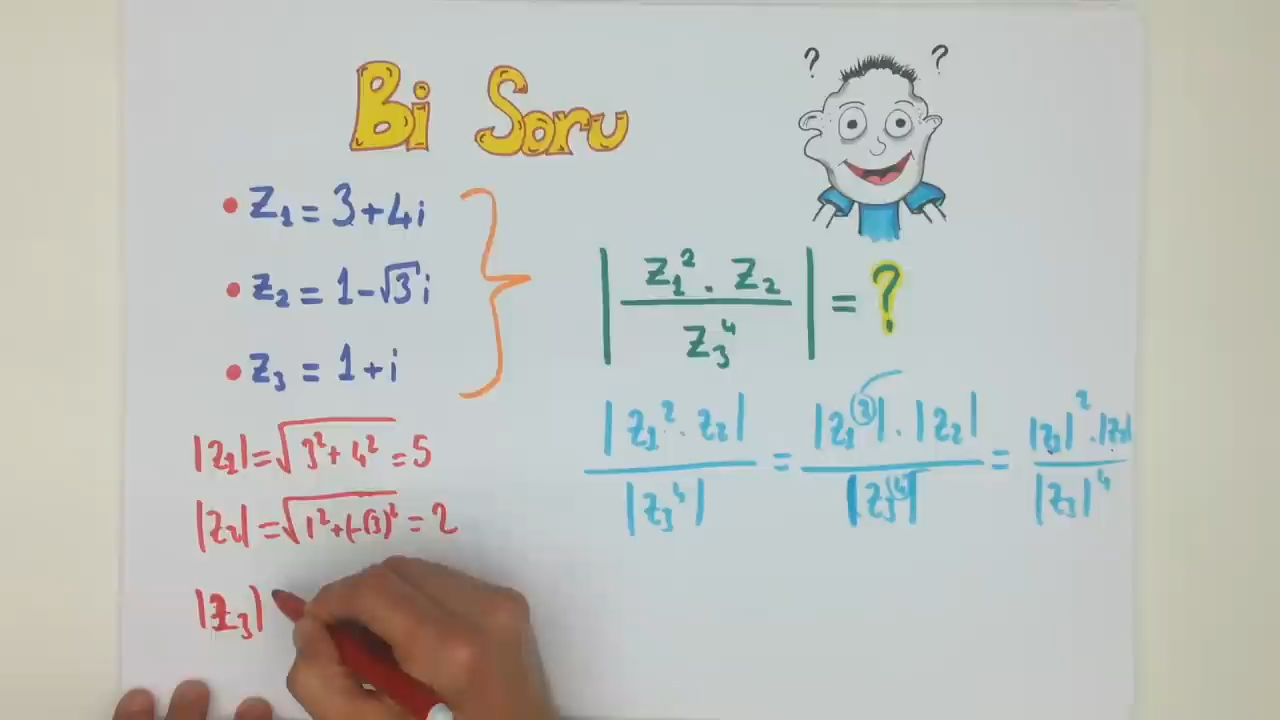 Bi Soru
? ?
• z₁ = 3+4i
• z₂ = 1-√3i
• z₃ = 1+i
|z₁² . z₂ / z₃⁴| = ?
|z₁|=√(3²+4²) =5
|z₂|=√(1²+(-√3)²) =2
|z₃|
|z₁² . z₂| / |z₃⁴| = |z₁²| . |z₂| / |z₃⁴| = |z₁|² . |z₂| / |z₃|⁴